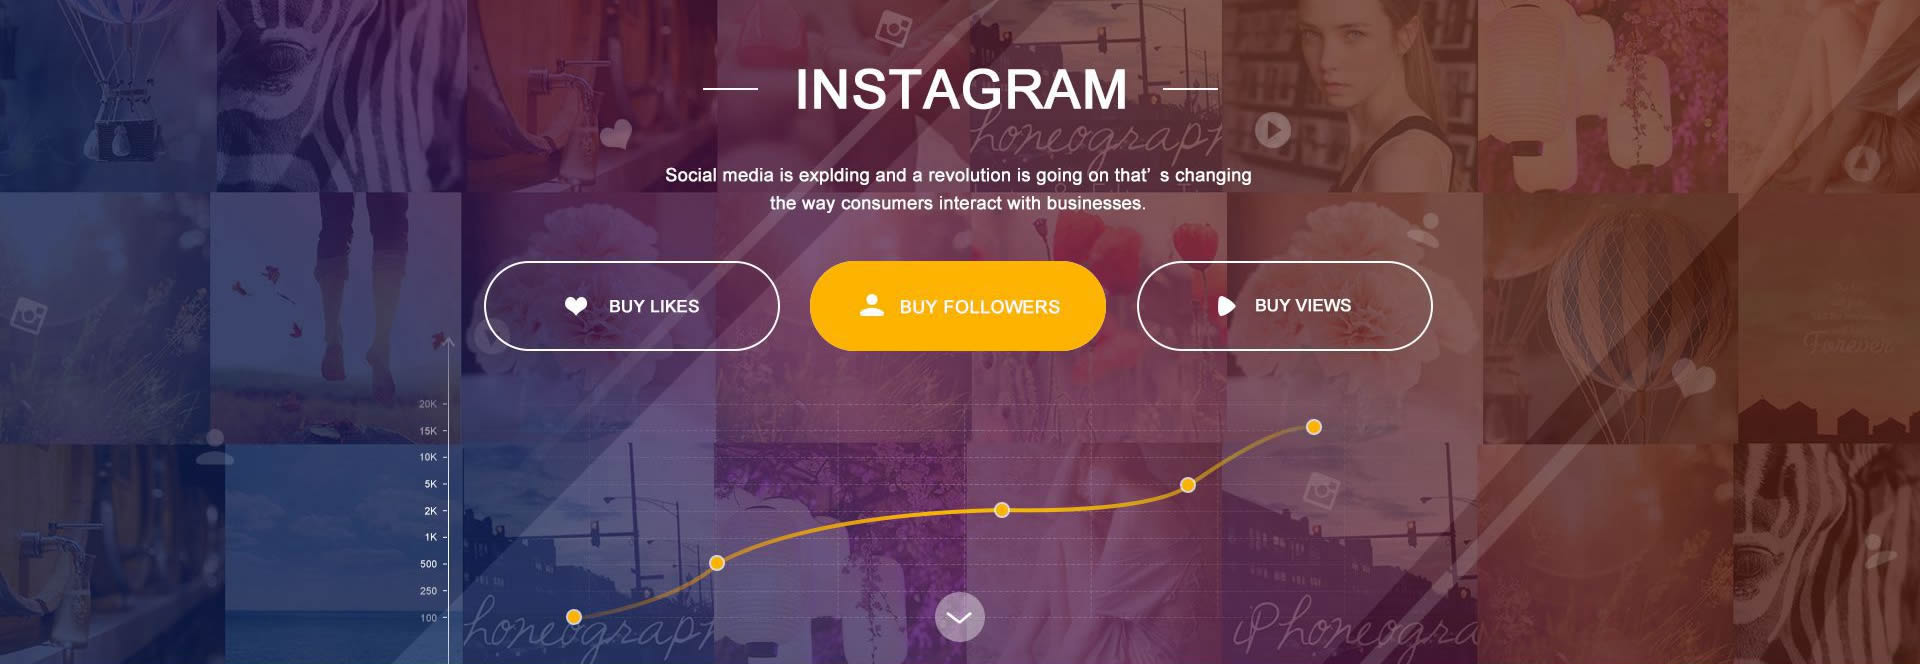 INSTAGRAM
honeograph
Social media is explding and a revolution is going on that’ s changing
the way consumers interact with businesses.
BUY LIKES
BUY FOLLOWERS
BUY VIEWS
Forever
20K
15K
10K
5K
2K
1K
500
250
100
honeograph
iPhoneogra